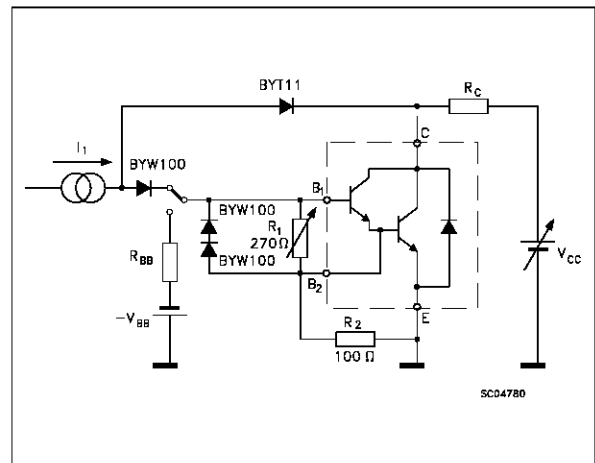 BYT11
R_C
I_1
BYW100
C
B_1
BYW100
R_1
270Ω
BYW100
R_BB
B_2
V_CC
-V_BB
E
R_2
100 Ω
SC04780